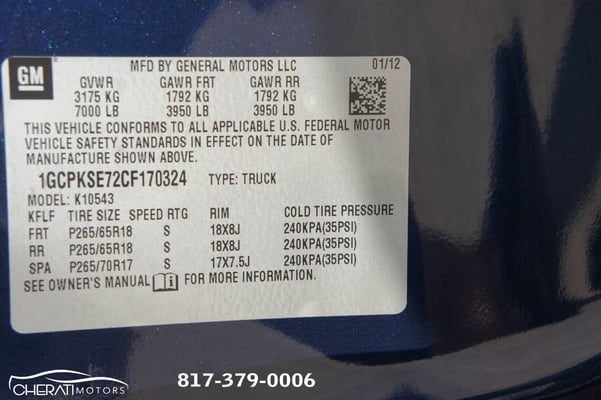 GM
MFD BY GENERAL MOTORS LLC 01/12
GVWR GAWR FRT GAWR RR
3175 KG 1792 KG 1792 KG
7000 LB 3950 LB 3950 LB
THIS VEHICLE CONFORMS TO ALL APPLICABLE U.S. FEDERAL MOTOR
VEHICLE SAFETY STANDARDS IN EFFECT ON THE DATE OF
MANUFACTURE SHOWN ABOVE.
1GCPKSE72CF170324 TYPE: TRUCK
MODEL: K10543
KFLF TIRE SIZE SPEED RTG RIM COLD TIRE PRESSURE
FRT P265/65R18 S 18X8J 240KPA(35PSI)
RR P265/65R18 S 18X8J 240KPA(35PSI)
SPA P265/70R17 S 17X7.5J 240KPA(35PSI)
SEE OWNER'S MANUAL i FOR MORE INFORMATION.
CHERATI MOTORS
817-379-0006